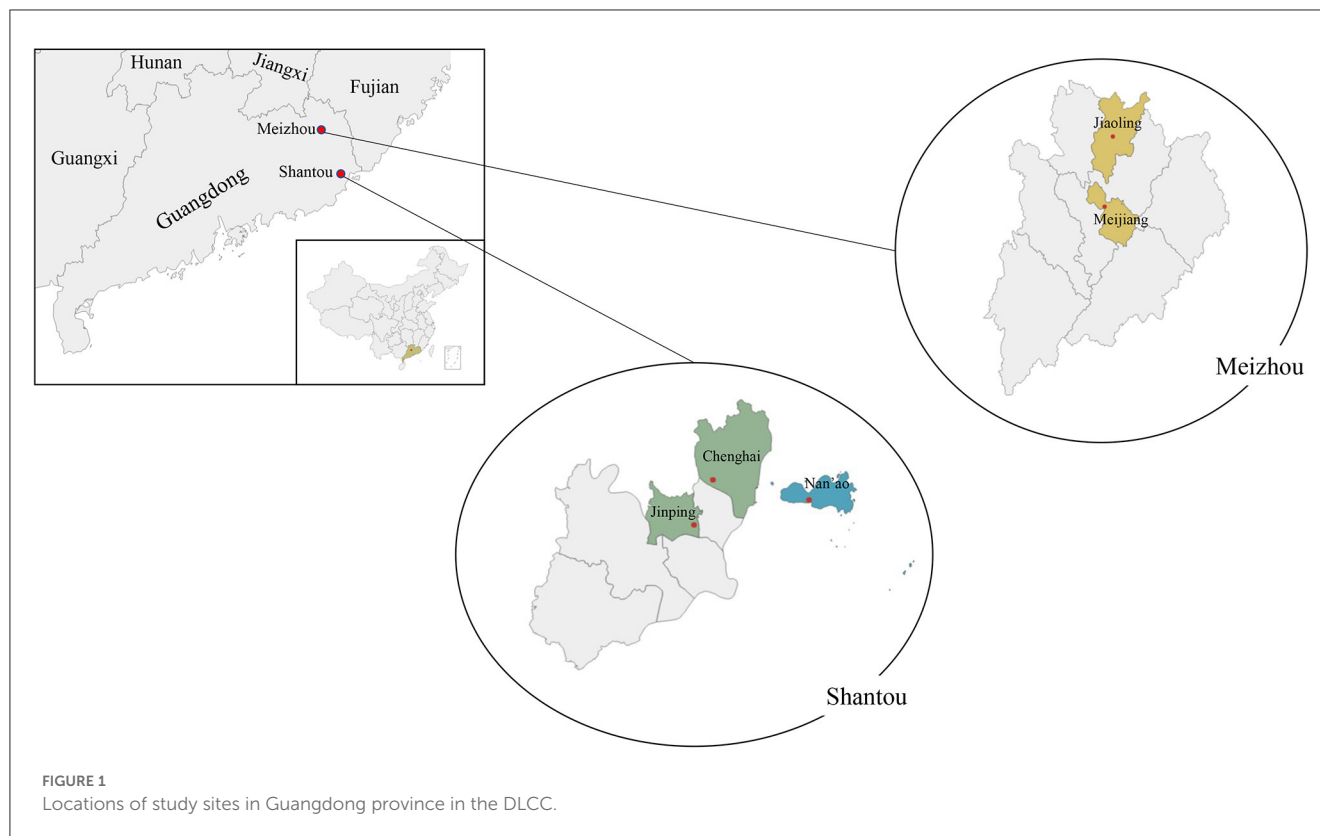 Hunan
Jiangxi
Fujian
Meizhou
Guangxi
Shantou
Guangdong
Jiaoling
Meijiang
Meizhou
Chenghai
Nan'ao
Jinping
Shantou
FIGURE 1
Locations of study sites in Guangdong province in the DLCC.